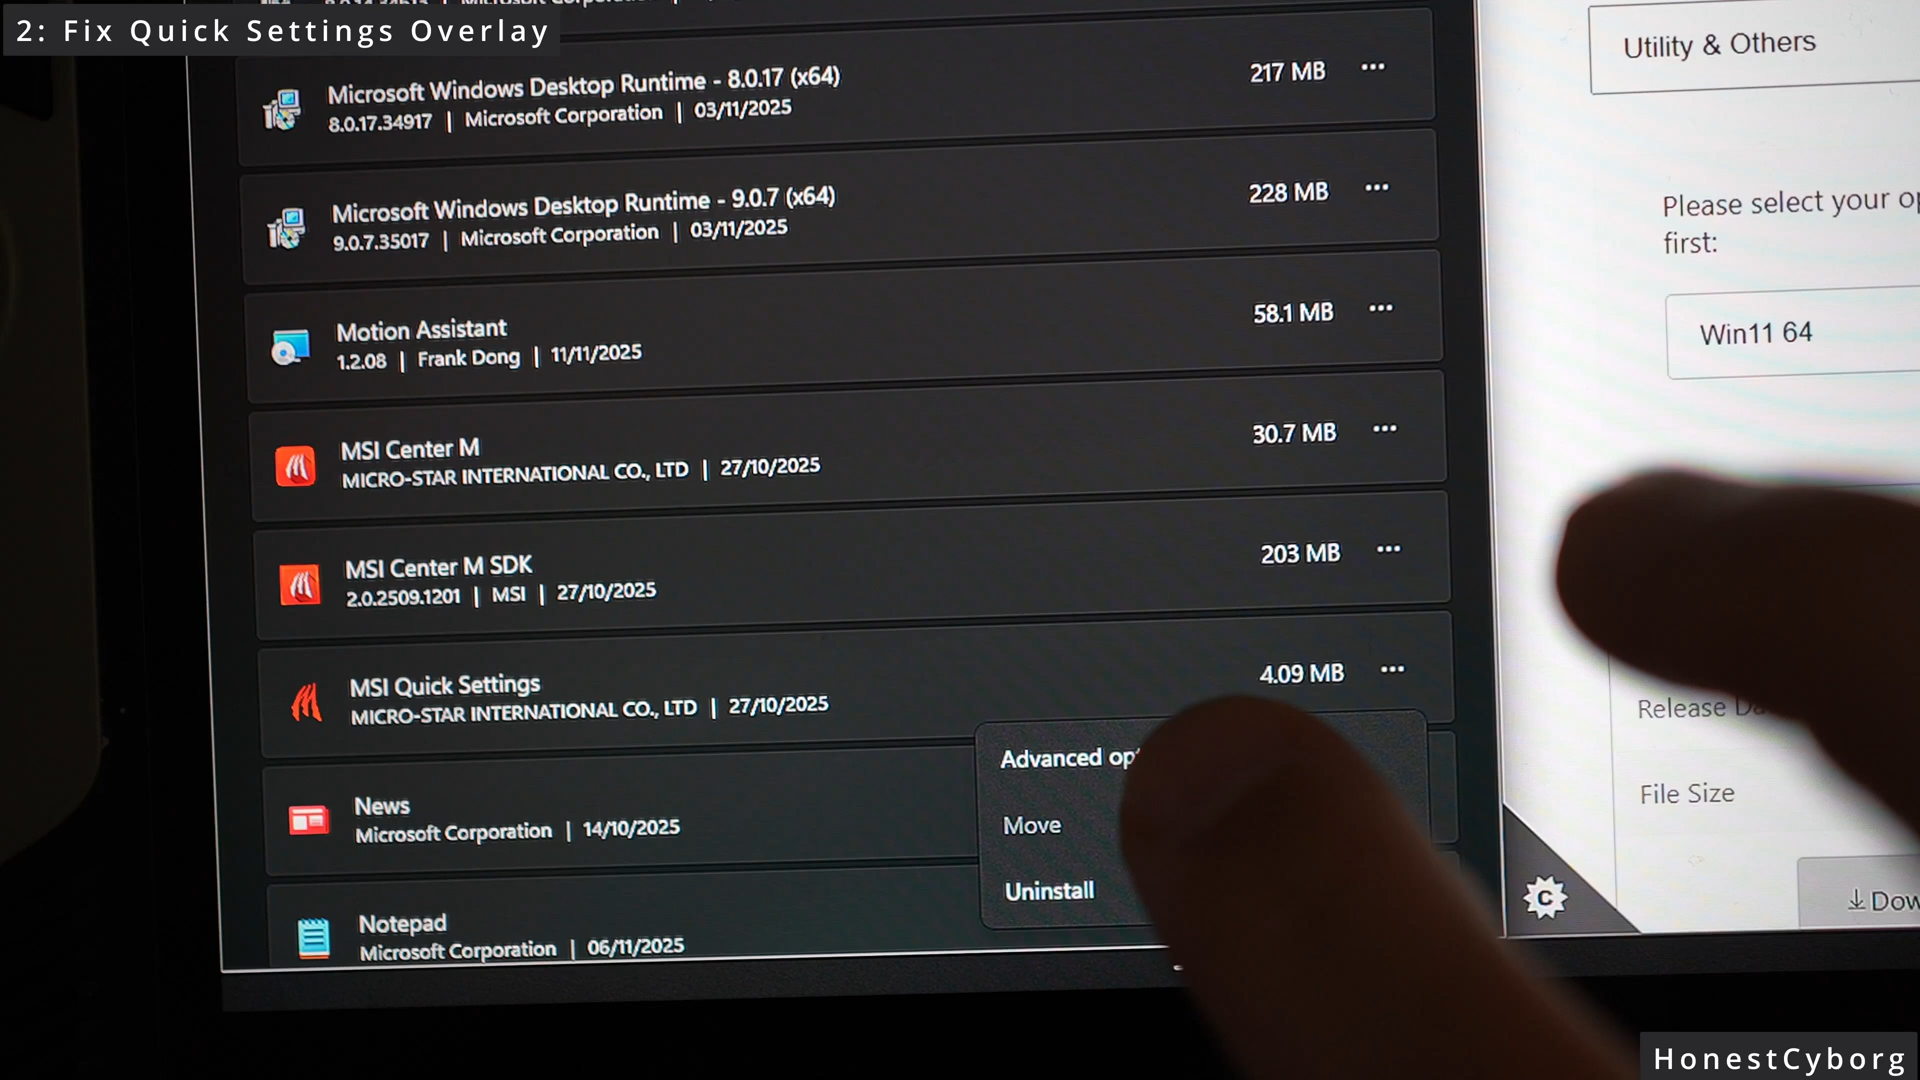 2: Fix Quick Settings Overlay
Microsoft Windows Desktop Runtime - 8.0.17 (x64)
8.0.17.34917 | Microsoft Corporation | 03/11/2025
217 MB
Microsoft Windows Desktop Runtime - 9.0.7 (x64)
9.0.7.35017 | Microsoft Corporation | 03/11/2025
228 MB
Motion Assistant
1.2.08 | Frank Dong | 11/11/2025
58.1 MB
MSI Center M
MICRO-STAR INTERNATIONAL CO., LTD | 27/10/2025
30.7 MB
MSI Center M SDK
2.0.2509.1201 | MSI | 27/10/2025
203 MB
MSI Quick Settings
MICRO-STAR INTERNATIONAL CO., LTD | 27/10/2025
4.09 MB
Advanced op
Move
Uninstall
News
Microsoft Corporation | 14/10/2025
Notepad
Microsoft Corporation | 06/11/2025
Utility & Others
Please select your
first:
Win11 64
Release
File Size
Dow
C
HonestCyborg